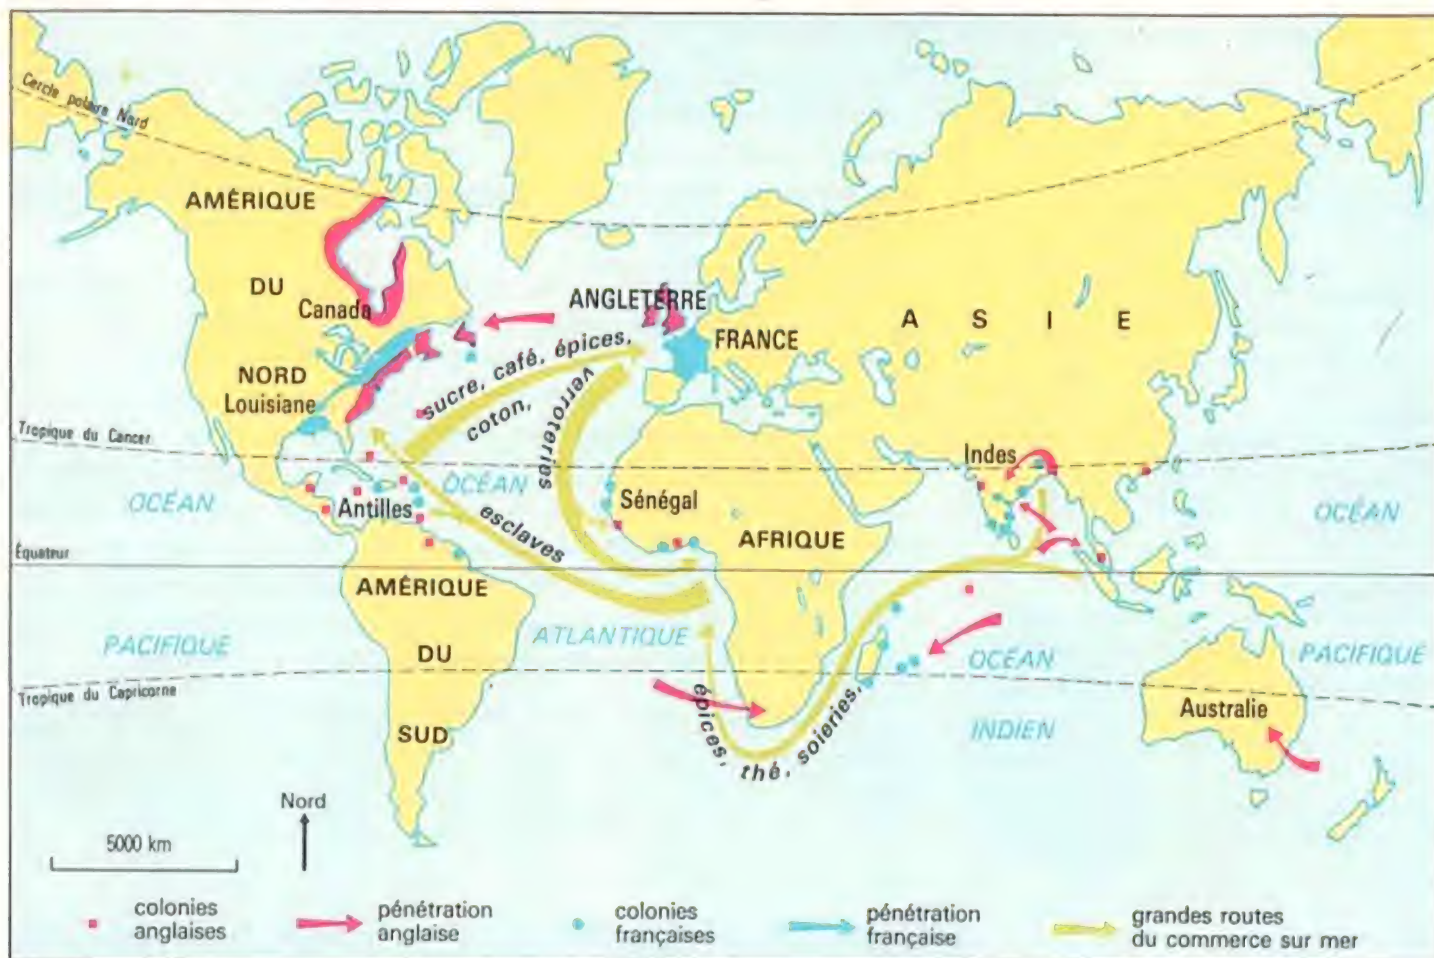 Cercle polaire Nord
AMÉRIQUE
DU
Canada
NORD
Louisiane
ANGLETERRE
FRANCE
A S I E
sucre, café, épices,
coton,
verroteries
Tropique du Cancer
OCÉAN
Antilles
OCÉAN
esclaves
Sénégal
Indes
OCÉAN
Équateur
AFRIQUE
AMÉRIQUE
DU
SUD
PACIFIQUE
ATLANTIQUE
OCÉAN
INDIEN
PACIFIQUE
Tropique du Capricorne
épices, thé, soieries,
Australie
Nord
5000 km
colonies
anglaises
pénétration
anglaise
colonies
françaises
pénétration
française
grandes routes
du commerce sur mer